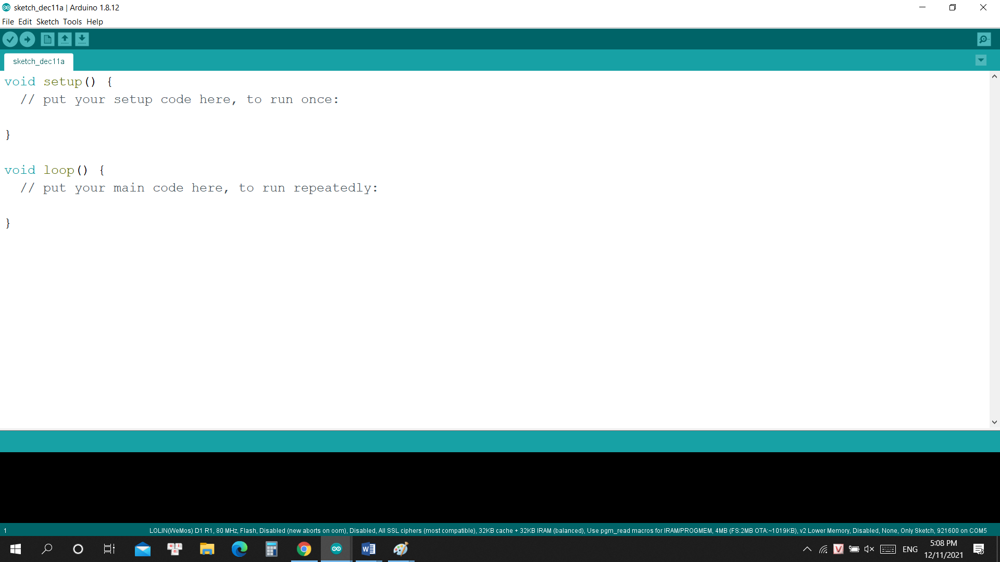 sketch_dec11a | Arduino 1.8.12
File Edit Sketch Tools Help
sketch_dec11a
void setup() {
  // put your setup code here, to run once:
}
void loop() {
  // put your main code here, to run repeatedly:
}
1 LOLIN(WeMos) D1 R1, 80 MHz, Flash, Disabled (new aborts on oom), Disabled, All SSL ciphers (most compatible), 32KB cache + 32KB IRAM (balanced), Use pgm_read macros for IRAM/PROGMEM, 4MB (FS:2MB OTA:~1019KB), v2 Lower Memory, Disabled, None, Only Sketch, 921600 on COM5
ENG
5:08 PM
12/11/2021